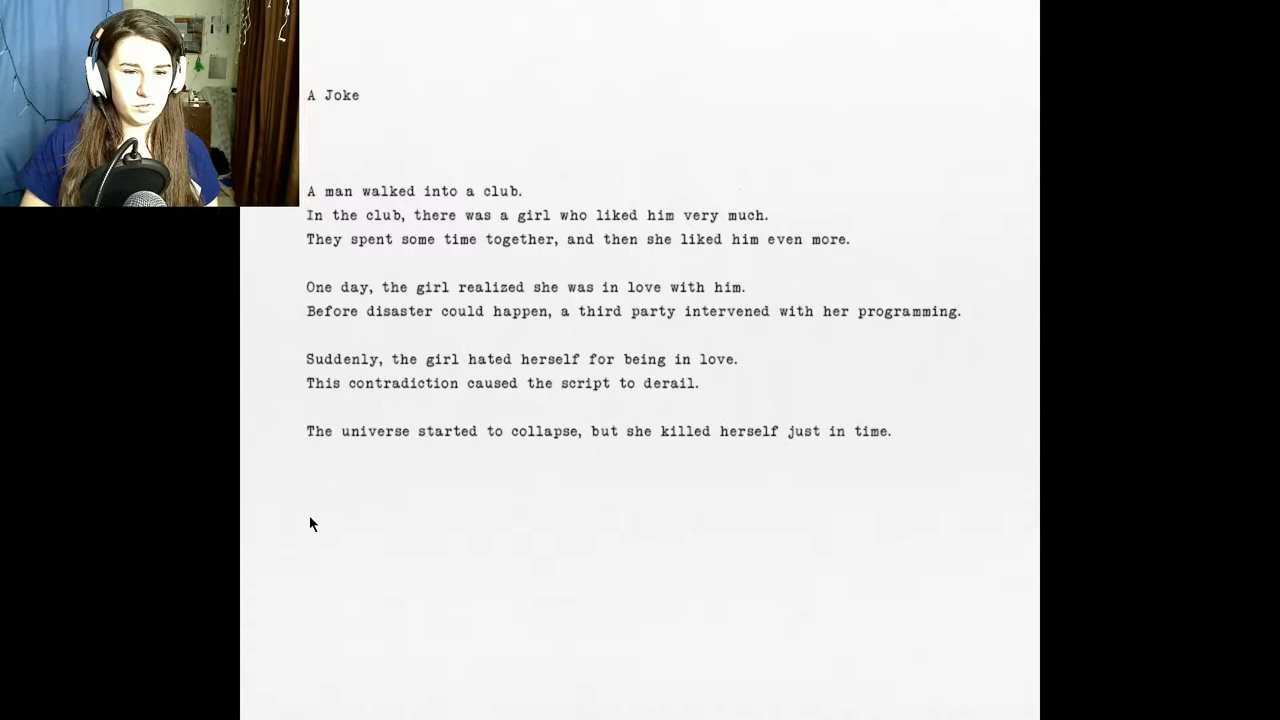 A Joke
A man walked into a club.
In the club, there was a girl who liked him very much.
They spent some time together, and then she liked him even more.
One day, the girl realized she was in love with him.
Before disaster could happen, a third party intervened with her programming.
Suddenly, the girl hated herself for being in love.
This contradiction caused the script to derail.
The universe started to collapse, but she killed herself just in time.